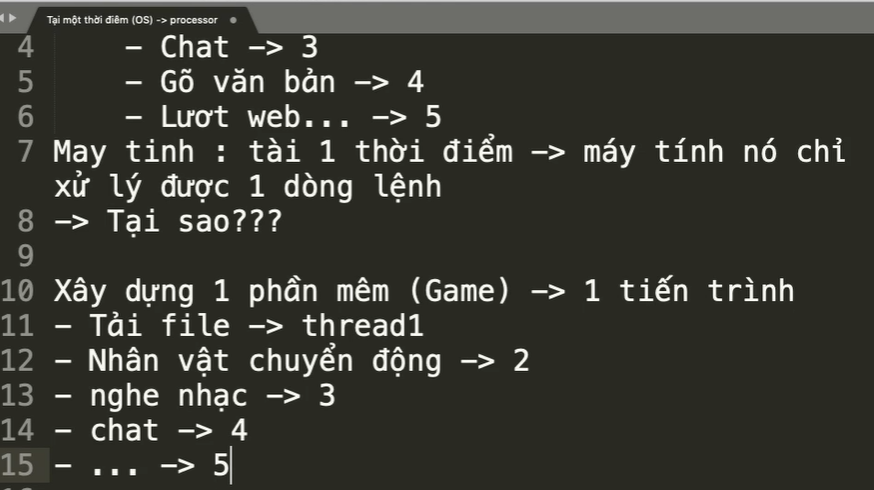 Tại một thời điểm (OS) -> processor
4 - Chat -> 3
5 - Gõ văn bản -> 4
6 - Lươt web... -> 5
7 May tinh : tài 1 thời điểm -> máy tính nó chỉ
xử lý được 1 dòng lệnh
8 -> Tại sao???
9
10 Xây dựng 1 phần mêm (Game) -> 1 tiến trình
11 - Tải file -> thread1
12 - Nhân vật chuyển động -> 2
13 - nghe nhạc -> 3
14 - chat -> 4
15 - ... -> 5